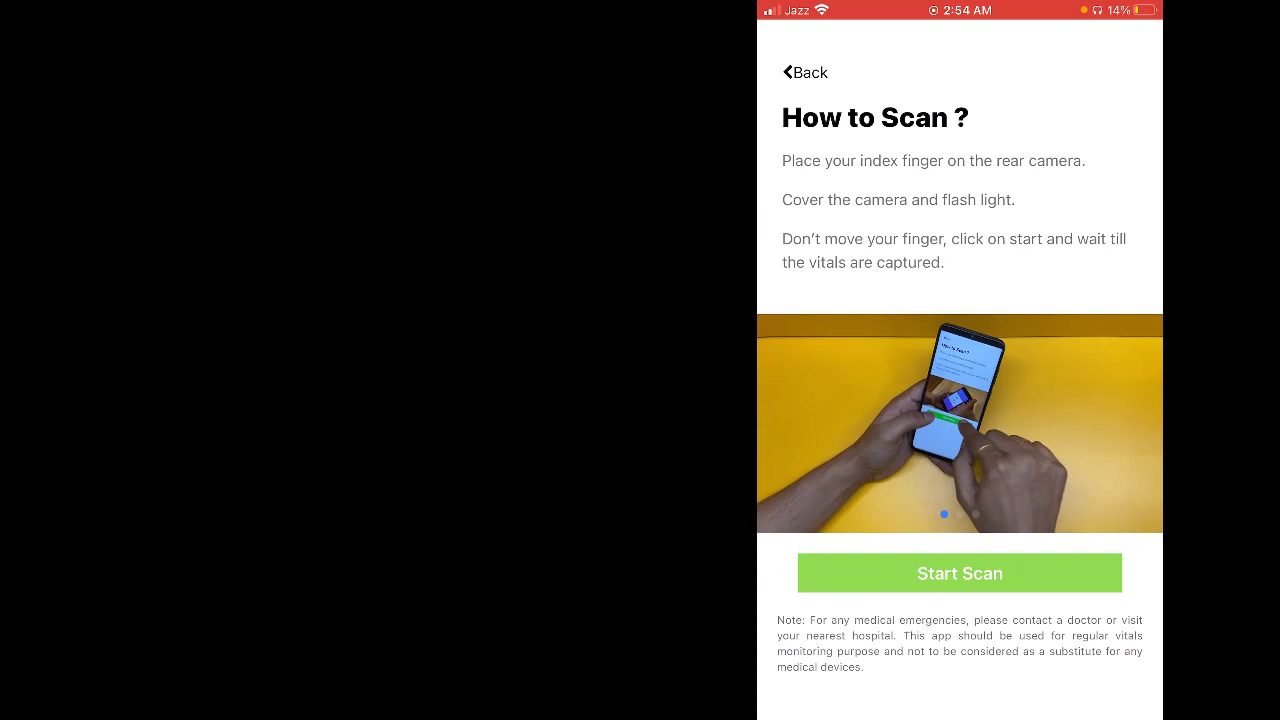 Jazz 2:54 AM 14%
Back
How to Scan ?
Place your index finger on the rear camera.
Cover the camera and flash light.
Don't move your finger, click on start and wait till
the vitals are captured.
How to Scan ?
Start Scan
Note: For any medical emergencies, please contact a doctor or visit
your nearest hospital. This app should be used for regular vitals
monitoring purpose and not to be considered as a substitute for any
medical devices.